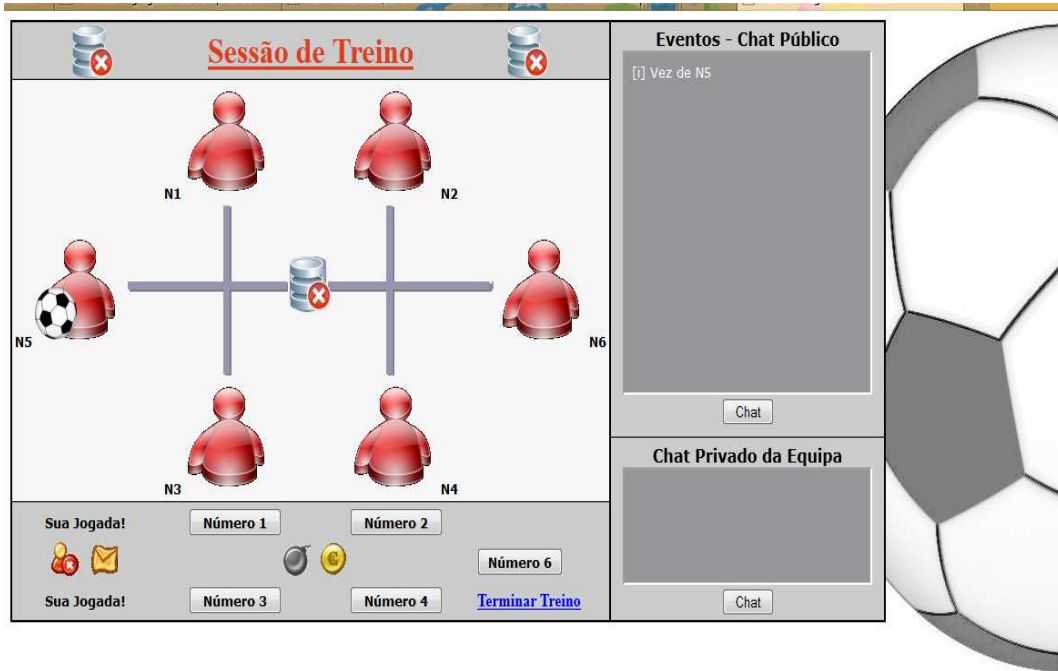 Sessão de Treino
N1
N2
N5
N6
N3
N4
Sua Jogada!
Número 1
Número 2
Número 6
Sua Jogada!
Número 3
Número 4
Terminar Treino
Eventos - Chat Público
[i] Vez de N5
Chat
Chat Privado da Equipa
Chat